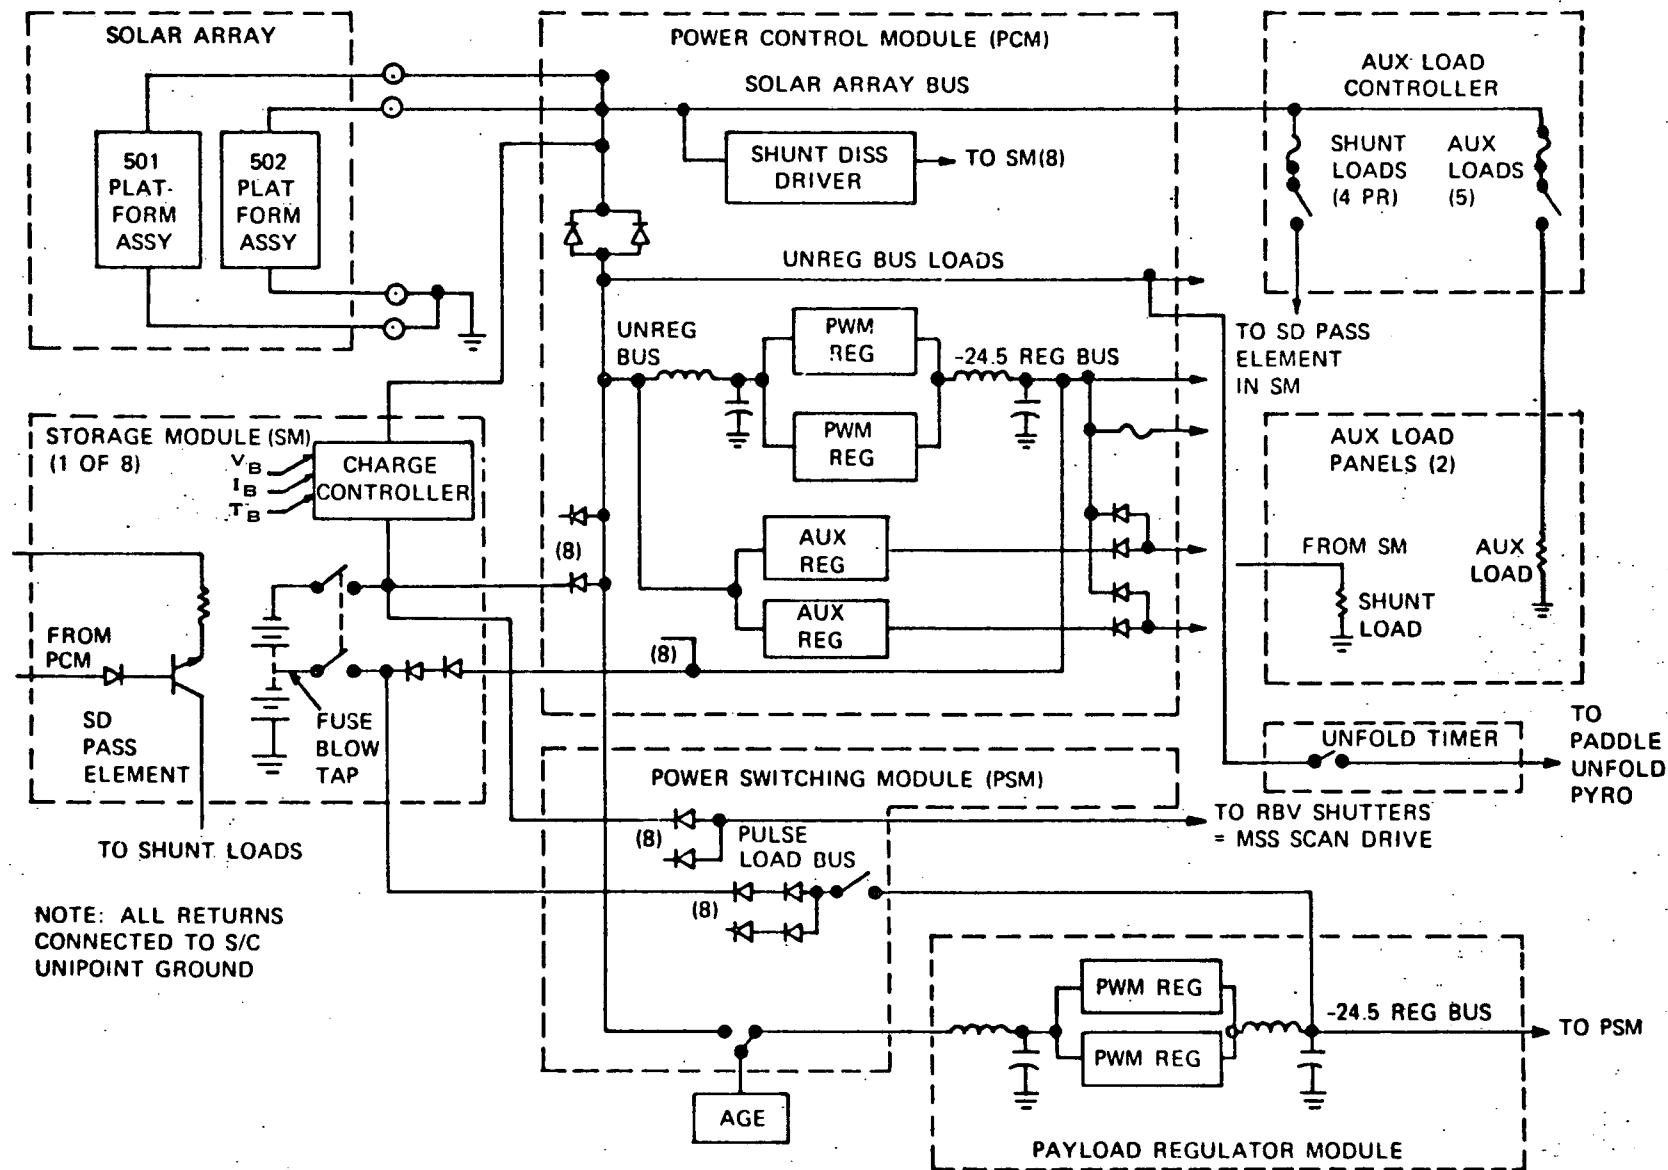 SOLAR ARRAY
501
PLAT-
FORM
ASSY
502
PLAT
FORM
ASSY
POWER CONTROL MODULE (PCM)
SOLAR ARRAY BUS
SHUNT DISS
DRIVER
TO SM(8)
UNREG BUS LOADS
UNREG
BUS
PWM
REG
PWM
REG
-24.5 REG BUS
AUX
REG
AUX
REG
(8)
(8)
AUX LOAD
CONTROLLER
SHUNT
LOADS
(4 PR)
AUX
LOADS
(5)
TO SD PASS
ELEMENT
IN SM
STORAGE MODULE (SM)
(1 OF 8)
VB
IB
TB
CHARGE
CONTROLLER
FROM
PCM
SD
PASS
ELEMENT
FUSE
BLOW
TAP
TO SHUNT LOADS
AUX LOAD
PANELS (2)
FROM SM
SHUNT
LOAD
AUX
LOAD
UNFOLD TIMER
TO
PADDLE
UNFOLD
PYRO
POWER SWITCHING MODULE (PSM)
(8)
PULSE
LOAD BUS
(8)
TO RBV SHUTTERS
= MSS SCAN DRIVE
NOTE: ALL RETURNS
CONNECTED TO S/C
UNIPOINT GROUND
AGE
PWM REG
PWM REG
-24.5 REG BUS
TO PSM
PAYLOAD REGULATOR MODULE